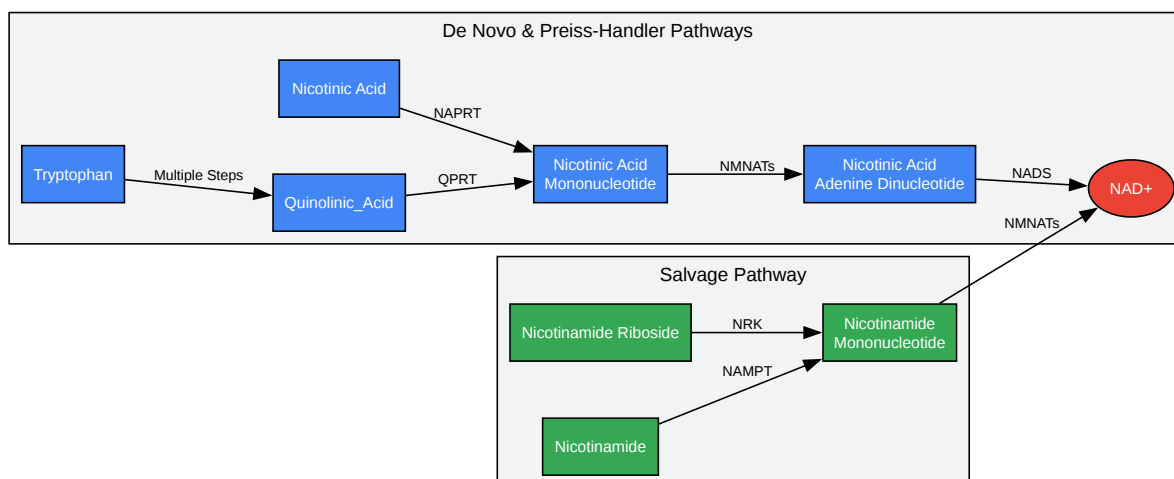 De Novo & Preiss-Handler Pathways
Nicotinic Acid
NAPRT
Tryptophan
Multiple Steps
Quinolinic_Acid
QPRT
Nicotinic Acid
Mononucleotide
NMNATs
Nicotinic Acid
Adenine Dinucleotide
NADS
NAD+
NMNATs
Salvage Pathway
Nicotinamide Riboside
NRK
Nicotinamide
Mononucleotide
NAMPT
Nicotinamide